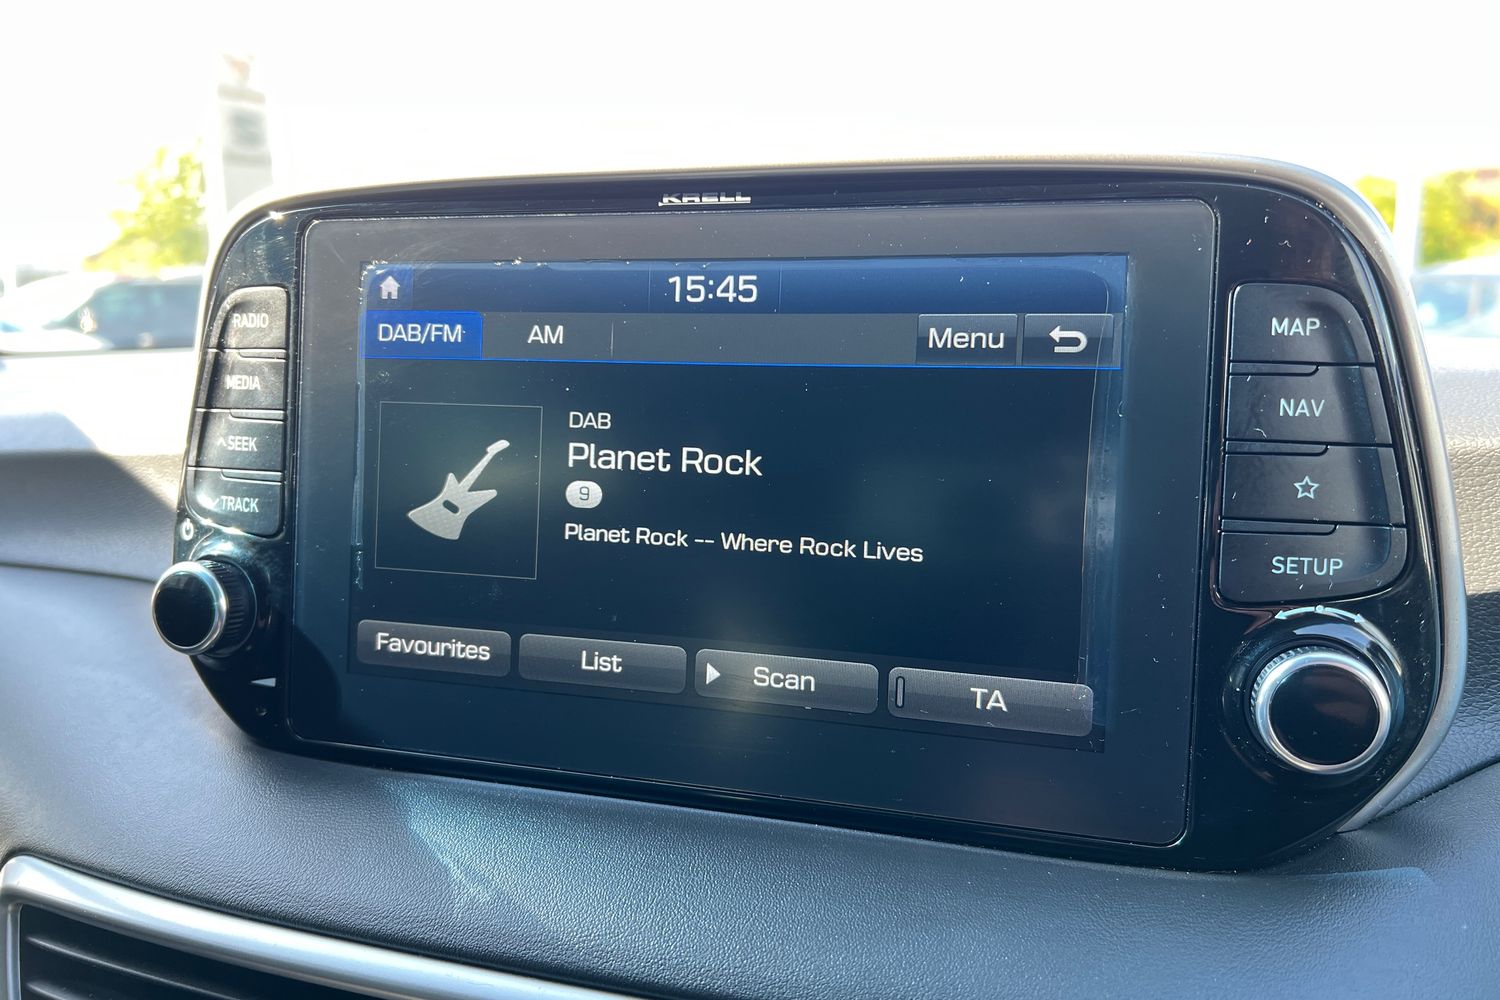 KRELL
15:45
DAB/FM AM Menu
DAB
Planet Rock
9
Planet Rock -- Where Rock Lives
Favourites List Scan TA
RADIO
MEDIA
SEEK
TRACK
MAP
NAV
SETUP